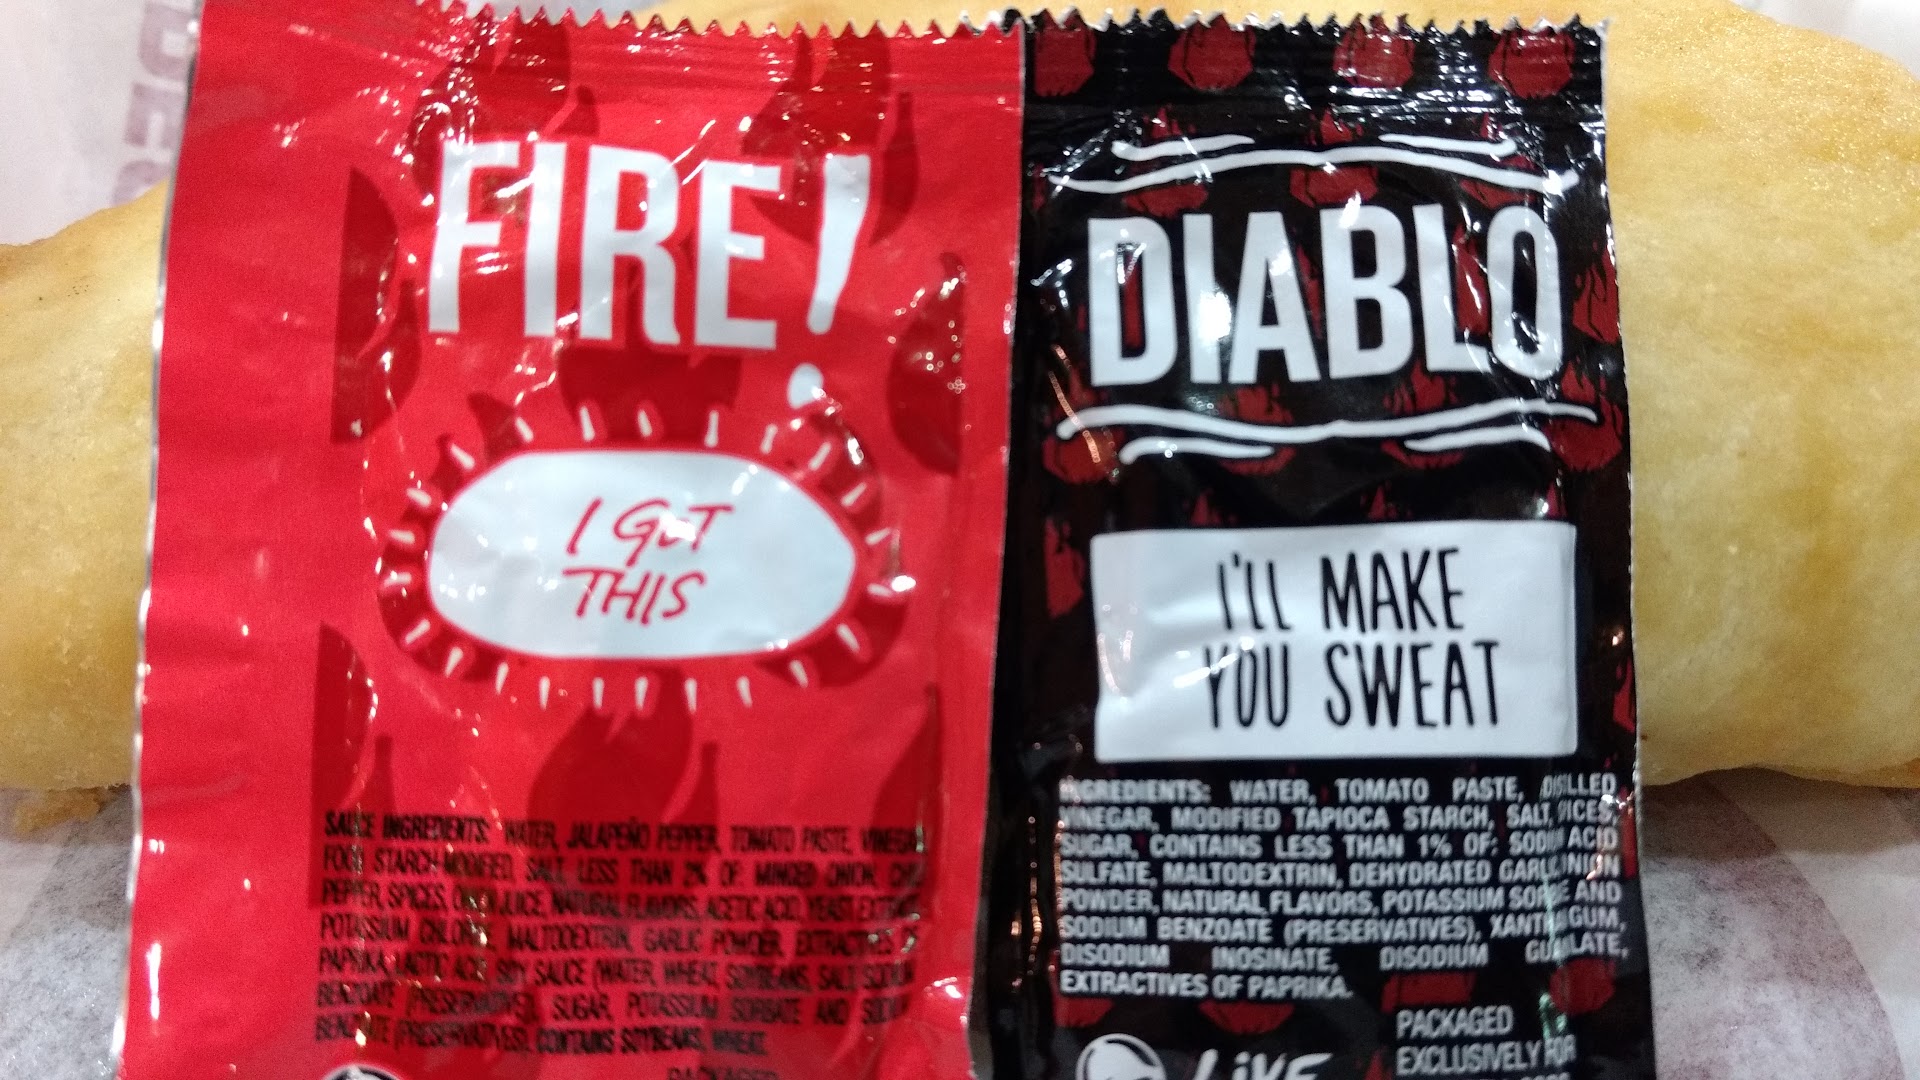 FIRE!
I GOT
THIS
SAUCE INGREDIENTS: WATER, JALAPEÑO PEPPER, TOMATO PASTE, VINEGAR,
FOOD STARCH-MODIFIED, SALT, LESS THAN 2% OF: MINCED ONION,
PEPPER, SPICES, ONION JUICE, NATURAL FLAVORS, ACETIC ACID, YEAST EXTRACT,
POTASSIUM CHLORIDE, MALTODEXTRIN, GARLIC POWDER, EXTRACTIVES OF
PAPRIKA, LACTIC ACID, SOY SAUCE (WATER, WHEAT, SOYBEANS, SALT, SODIUM
BENZOATE (PRESERVATIVE)), SUGAR, POTASSIUM SORBATE AND SODIUM
BENZOATE (PRESERVATIVES). CONTAINS SOYBEANS, WHEAT.
PACKAGED
DIABLO
I'LL MAKE
YOU SWEAT
INGREDIENTS: WATER, TOMATO PASTE, DISTILLED
VINEGAR, MODIFIED TAPIOCA STARCH, SALT, SPICES,
SUGAR, CONTAINS LESS THAN 1% OF: SODIUM ACID
SULFATE, MALTODEXTRIN, DEHYDRATED GARLIC, ONION
POWDER, NATURAL FLAVORS, POTASSIUM SORBATE AND
SODIUM BENZOATE (PRESERVATIVES), XANTHAN GUM,
DISODIUM INOSINATE, DISODIUM GUANYLATE,
EXTRACTIVES OF PAPRIKA.
LIVE
PACKAGED
EXCLUSIVELY FOR